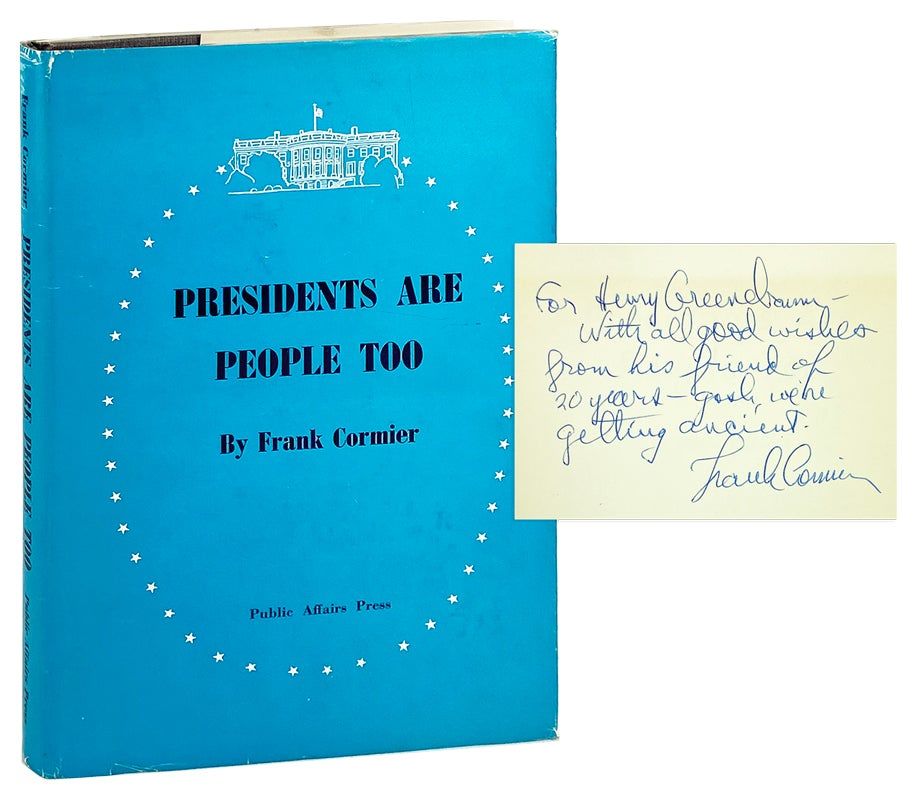 PRESIDENTS ARE
PEOPLE TOO
By Frank Cormier
Public Affairs Press
Frank Cormier PRESIDENTS ARE PEOPLE TOO Public Affairs Press
For Henry
With all good wishes
from his friend of
20 years – gosh, we're
getting ancient.
Frank Cormier